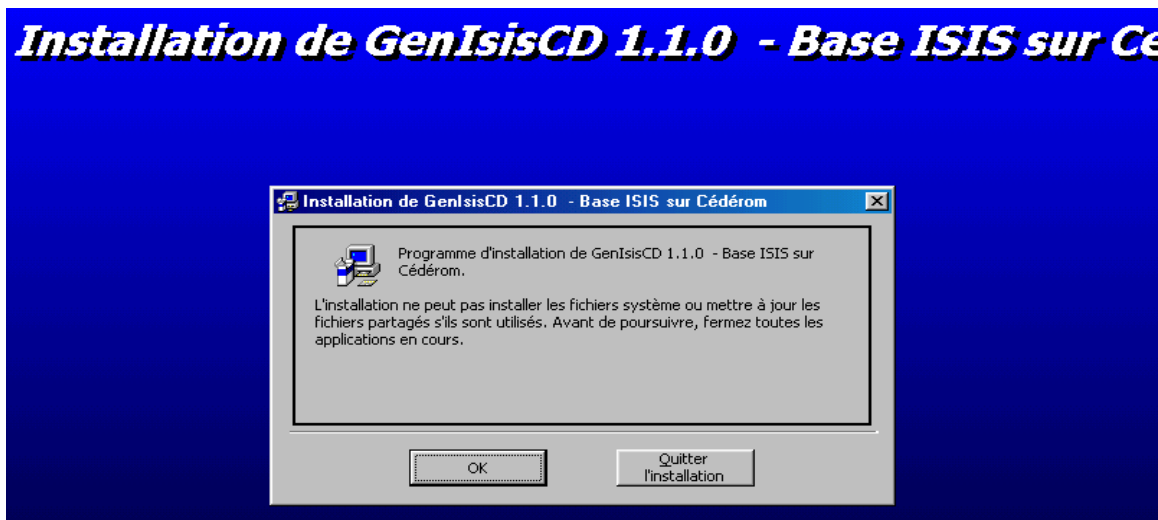 Installation de GenIsisCD 1.1.0 - Base ISIS sur Cé
Installation de GenIsisCD 1.1.0 - Base ISIS sur Cédérom
Programme d'installation de GenIsisCD 1.1.0 - Base ISIS sur
Cédérom.
L'installation ne peut pas installer les fichiers système ou mettre à jour les
fichiers partagés s'ils sont utilisés. Avant de poursuivre, fermez toutes les
applications en cours.
OK
Quitter
l'installation